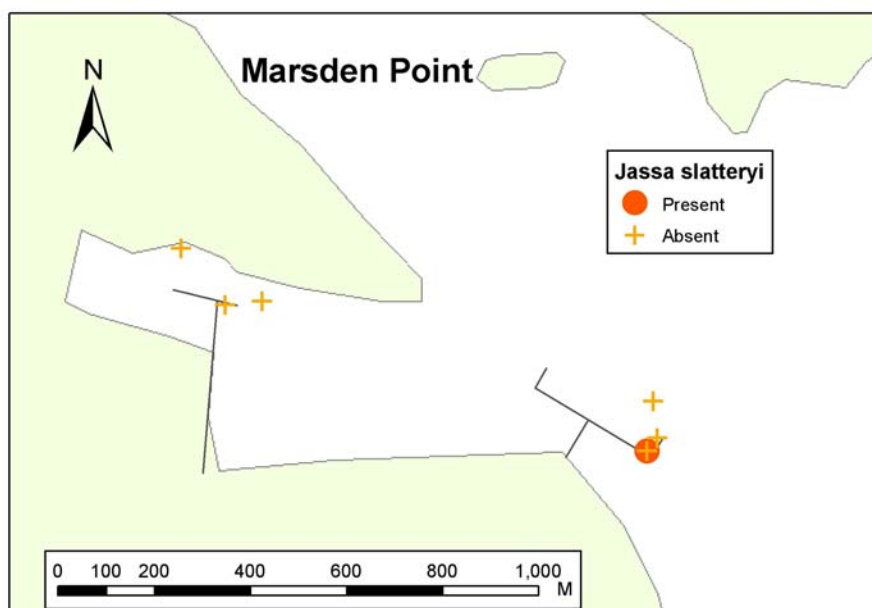 Marsden Point
N
Jassa slatteryi
Present
Absent
0 100 200 400 600 800 1,000
M